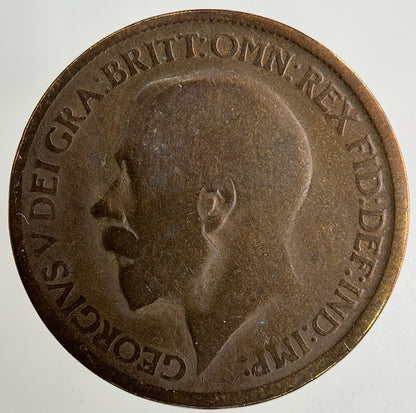 GEORGIVS V DEI GRA: BRITT: OMN: REX FID: DEF: IND: IMP: